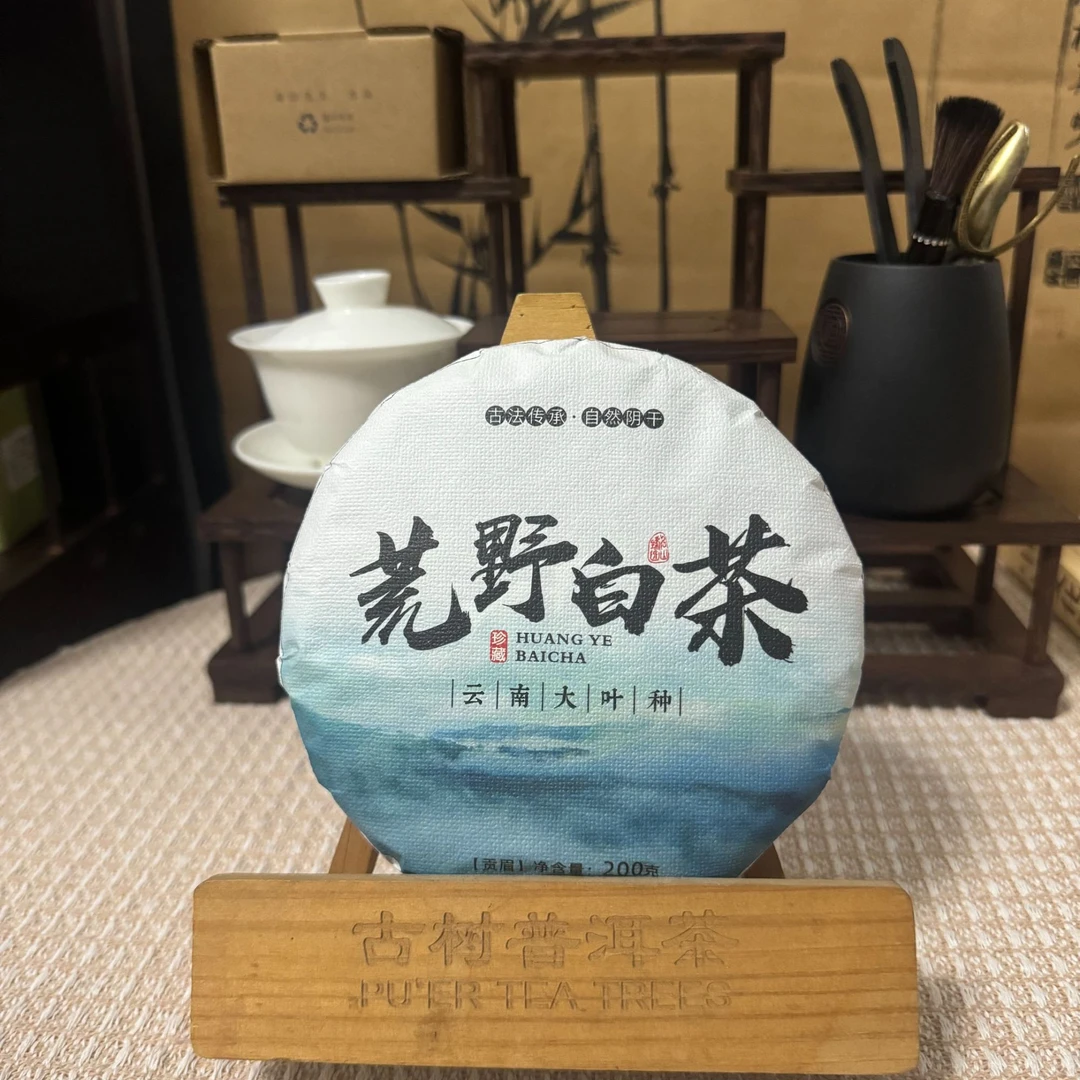 古法传承·自然阴干
荒野白茶
珍藏
HUANG YE
BAICHA
|云|南|大|叶|种|
【贡眉】净含量：200克
古树普洱茶
PU'ER TEA TREES